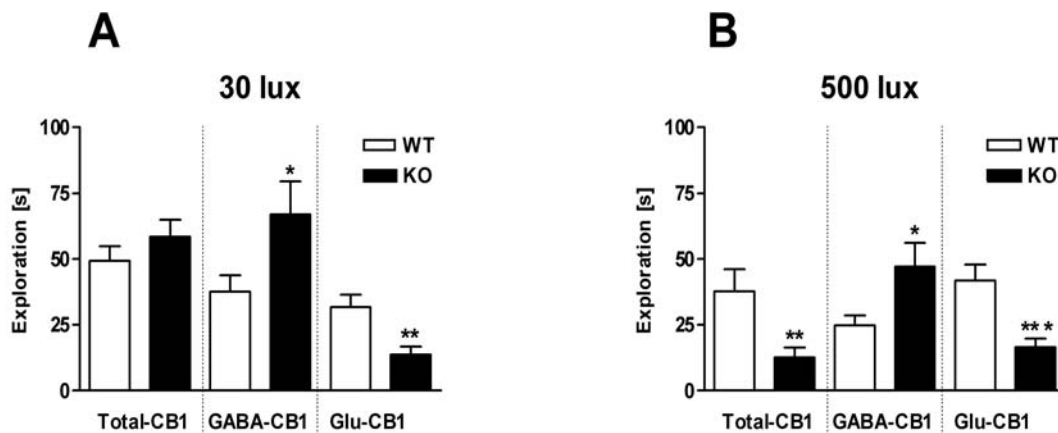 A
30 lux
Exploration [s]
100
75
50
25
0
WT
KO
*
**
Total-CB1
GABA-CB1
Glu-CB1
B
500 lux
Exploration [s]
100
75
50
25
0
WT
KO
**
*
** *
Total-CB1
GABA-CB1
Glu-CB1